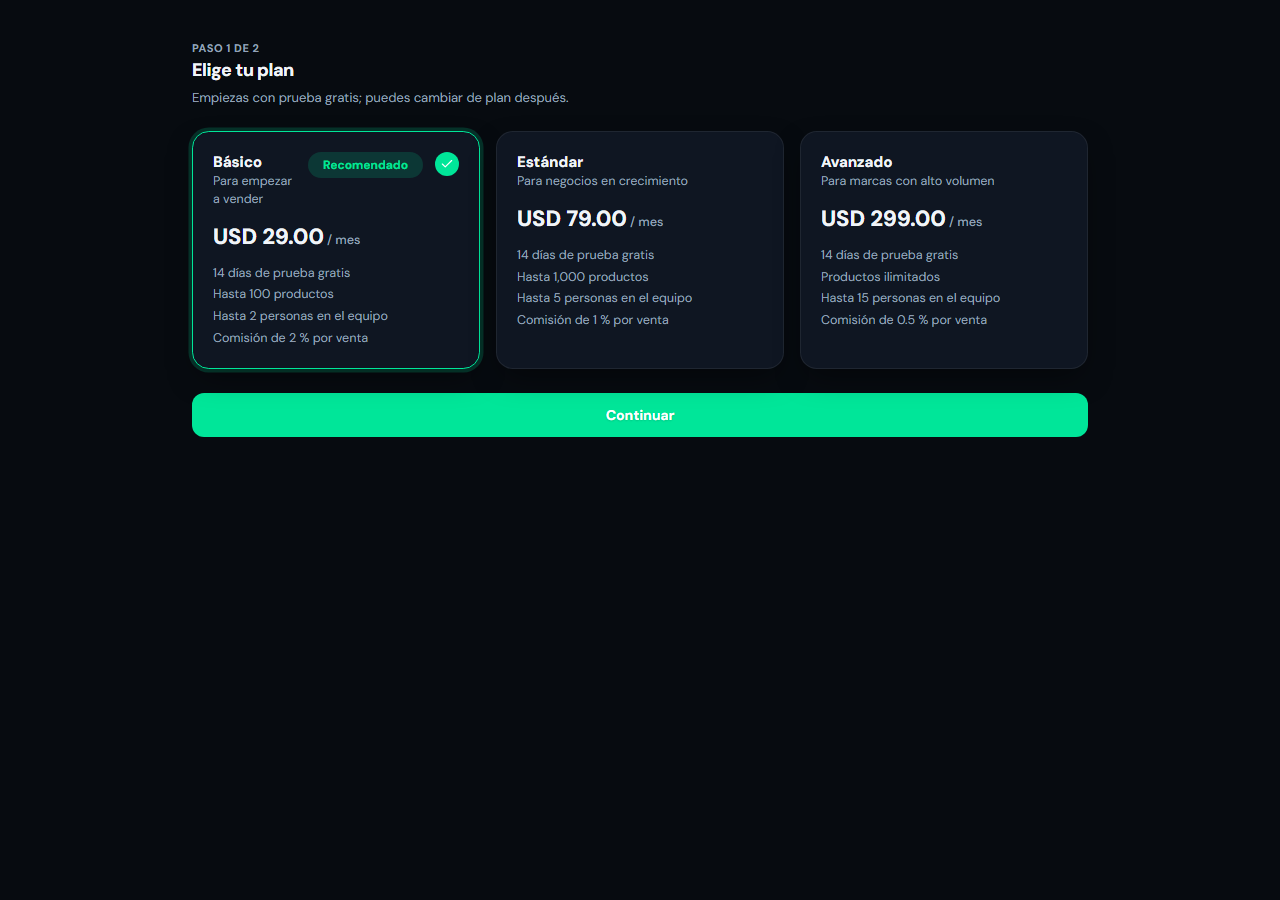 PASO 1 DE 2
Elige tu plan
Empiezas con prueba gratis; puedes cambiar de plan después.
Básico
Recomendado
Para empezar
a vender
USD 29.00 / mes
14 días de prueba gratis
Hasta 100 productos
Hasta 2 personas en el equipo
Comisión de 2 % por venta
Estándar
Para negocios en crecimiento
USD 79.00 / mes
14 días de prueba gratis
Hasta 1,000 productos
Hasta 5 personas en el equipo
Comisión de 1 % por venta
Avanzado
Para marcas con alto volumen
USD 299.00 / mes
14 días de prueba gratis
Productos ilimitados
Hasta 15 personas en el equipo
Comisión de 0.5 % por venta
Continuar